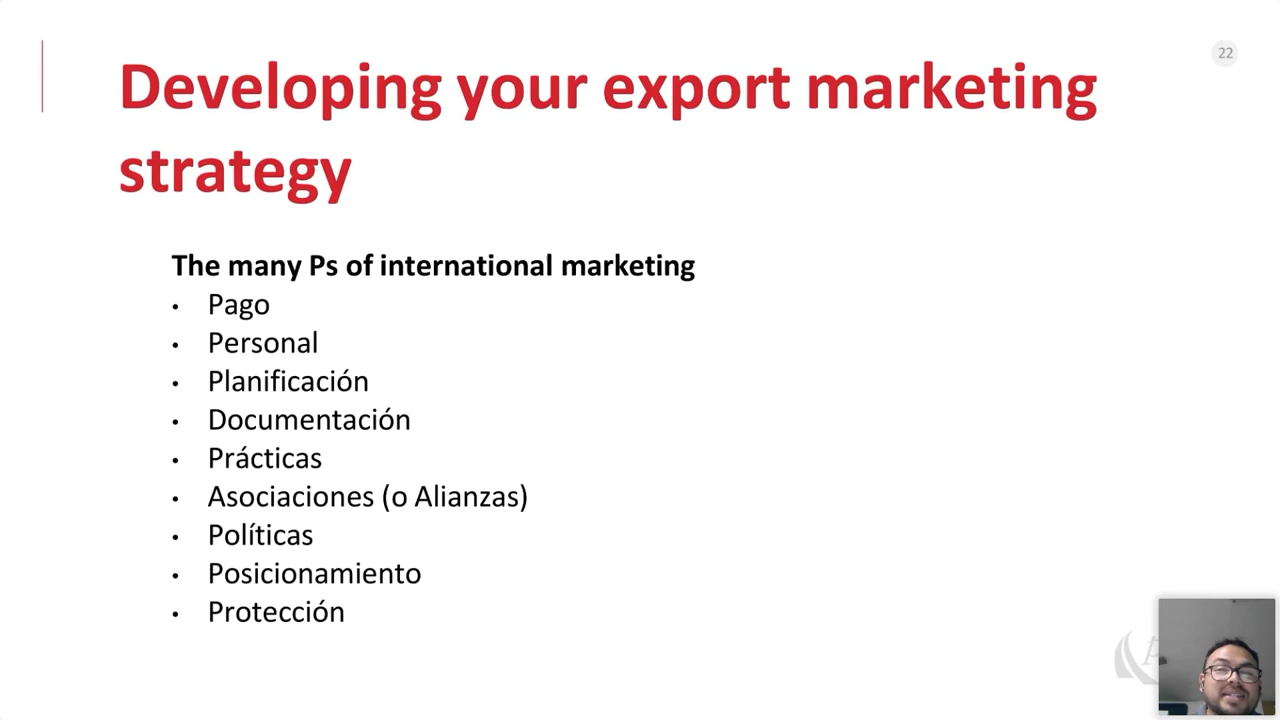 22
Developing your export marketing
strategy
The many Ps of international marketing
• Pago
• Personal
• Planificación
• Documentación
• Prácticas
• Asociaciones (o Alianzas)
• Políticas
• Posicionamiento
• Protección